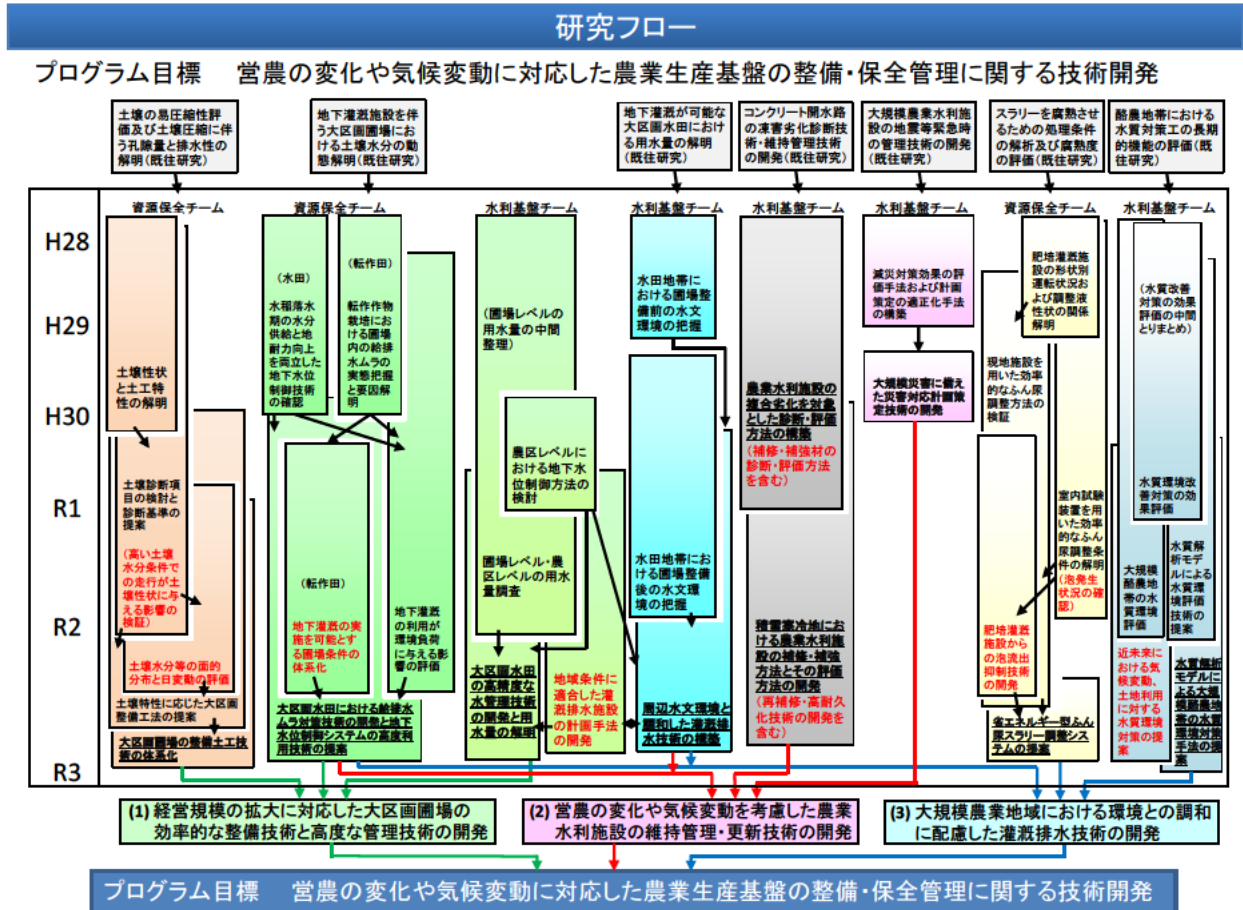 研究フロー
プログラム目標　営農の変化や気候変動に対応した農業生産基盤の整備・保全管理に関する技術開発
土壌の易圧縮性評
価及び土壌圧縮に伴
う孔隙量と排水性の
解明(既往研究)
地下灌漑施設を伴
う大区画圃場にお
ける土壌水分の動
態解明(既往研究)
地下灌漑が可能な
大区画水田におけ
る用水量の解明
(既往研究)
コンクリート開水路
の凍害劣化診断技
術・維持管理技術
の開発(既往研究)
大規模農業水利施
設の地震等緊急時
の管理技術の開発
(既往研究)
スラリーを腐熟させ
るための処理条件
の解析及び腐熟度
の評価(既往研究)
酪農地帯における
水質対策工の長期
的機能の評価(既
往研究)
H28
H29
H30
R1
R2
R3
資源保全チーム
土壌性状
と土工特
性の解明
土壌診断項
目の検討と
診断基準の
提案
(高い土壌
水分条件で
の走行が土
壌性状に与
える影響の
検証)
土壌水分等の面的
分布と日変動の評価
土壌特性に応じた大区画
整備工法の提案
大区画圃場の整備土工技
術の体系化
資源保全チーム
(水田)
水稲落水
期の水分
供給と地
耐力向上
を両立した
地下水位
制御技術
の確認
(転作田)
転作作物
栽培にお
ける圃場
内の給排
水ムラの
実態把握
と要因解
明
(転作田)
地下灌漑の実
施を可能とす
る圃場条件の
体系化
地下灌漑
の利用が
環境負荷
に与える影
響の評価
大区画水田における給排水
ムラ対策技術の開発と地下
水位制御システムの高度利
用技術の提案
水利基盤チーム
(圃場レベルの
用水量の中間
整理)
農区レベルに
おける地下水
位制御方法の
検討
圃場レベル・農
区レベルの用水
量調査
大区画水田
の高精度な
水管理技術
の開発と用
水量の解明
地域条件に
適合した灌
漑排水施設
の計画手法
の開発
水利基盤チーム
水田地帯に
おける圃場整
備前の水文
環境の把握
水田地帯にお
ける圃場整備
後の水文環
境の把握
周辺水文環境と
調和した灌漑排
水技術の構築
水利基盤チーム
農業水利施設の
複合劣化を対象
とした診断・評価
方法の構築
(補修・補強材の
診断・評価方法
を含む)
積雪寒冷地にお
ける農業水利施
設の補修・補強
方法とその評価
方法の開発
(再補修・高耐久
化技術の開発を
含む)
水利基盤チーム
減災対策効果の評
価手法および計画
策定の適正化手法
の構築
大規模災害に備え
た災害対応計画策
定技術の開発
資源保全チーム
肥培灌漑施
設の形状別
運転状況お
よび調整液
性状の関係
解明
現地施設を
用いた効率
的なふん尿
調整方法の
検証
室内試験
装置を用
いた効率
的なふん
尿調整条
件の解明
(泡発生
状況の確
認)
肥培灌漑施
設からの
泡流出
抑制技術
の開発
省エネルギー型ふん
尿スラリー調整シス
テムの提案
水利基盤チーム
(水質改善
対策の効果
評価の中間
とりまとめ)
水質環境改
善対策の効
果評価
大規模
酪農地
帯の水
質環境
評価
水質解
析モデ
ルによる
水質環
境評価
技術の
提案
近未来に
おける気
候変動、
土地利用
に対する
水質環境
対策の提
案
水質解析
モデルによ
る大規
模酪農地
帯の水質
環境対策
手法の提
案
(1) 経営規模の拡大に対応した大区画圃場の
効率的な整備技術と高度な管理技術の開発
(2) 営農の変化や気候変動を考慮した農業
水利施設の維持管理・更新技術の開発
(3) 大規模農業地域における環境との調和
に配慮した灌漑排水技術の開発
プログラム目標　営農の変化や気候変動に対応した農業生産基盤の整備・保全管理に関する技術開発